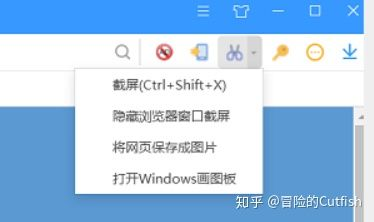 截屏(Ctrl+Shift+X)
隐藏浏览器窗口截屏
将网页保存成图片
打开Windows画图板
知乎 @冒险的Cutfish